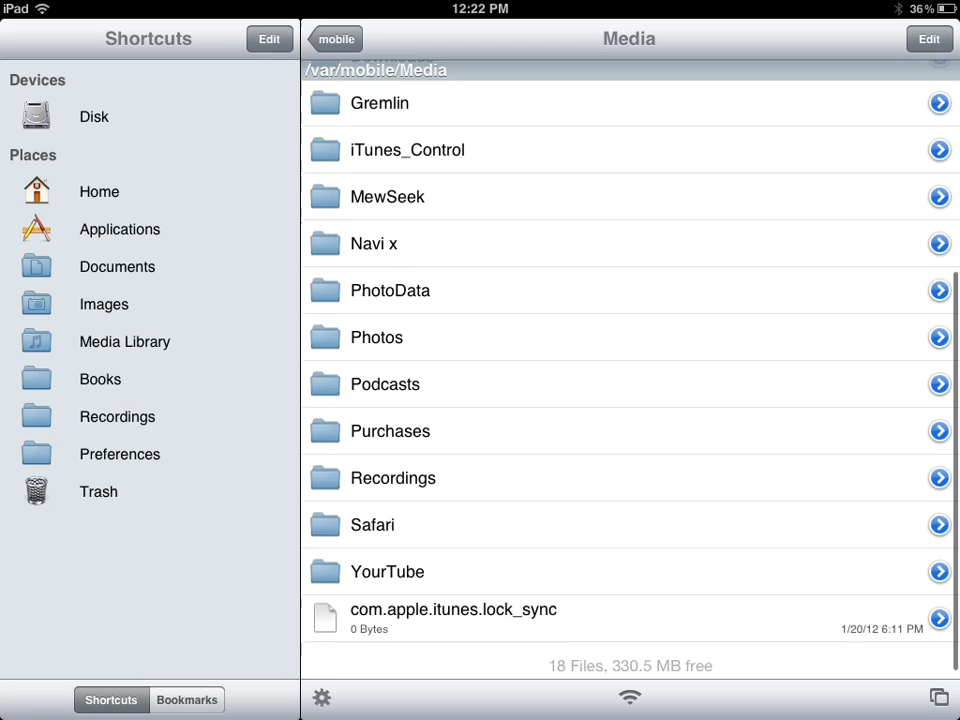 iPad
12:22 PM
36%
Shortcuts
Edit
Devices
Disk
Places
Home
Applications
Documents
Images
Media Library
Books
Recordings
Preferences
Trash
Shortcuts
Bookmarks
mobile
Media
Edit
/var/mobile/Media
Gremlin
iTunes_Control
MewSeek
Navi x
PhotoData
Photos
Podcasts
Purchases
Recordings
Safari
YourTube
com.apple.itunes.lock_sync
0 Bytes
1/20/12 6:11 PM
18 Files, 330.5 MB free